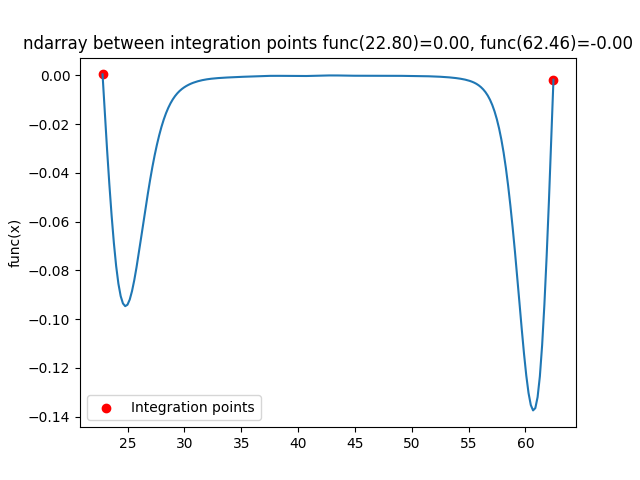 ndarray between integration points func(22.80)=0.00, func(62.46)=-0.00
0.00
−0.02
−0.04
−0.06
−0.08
−0.10
−0.12
−0.14
func(x)
Integration points
25 30 35 40 45 50 55 60